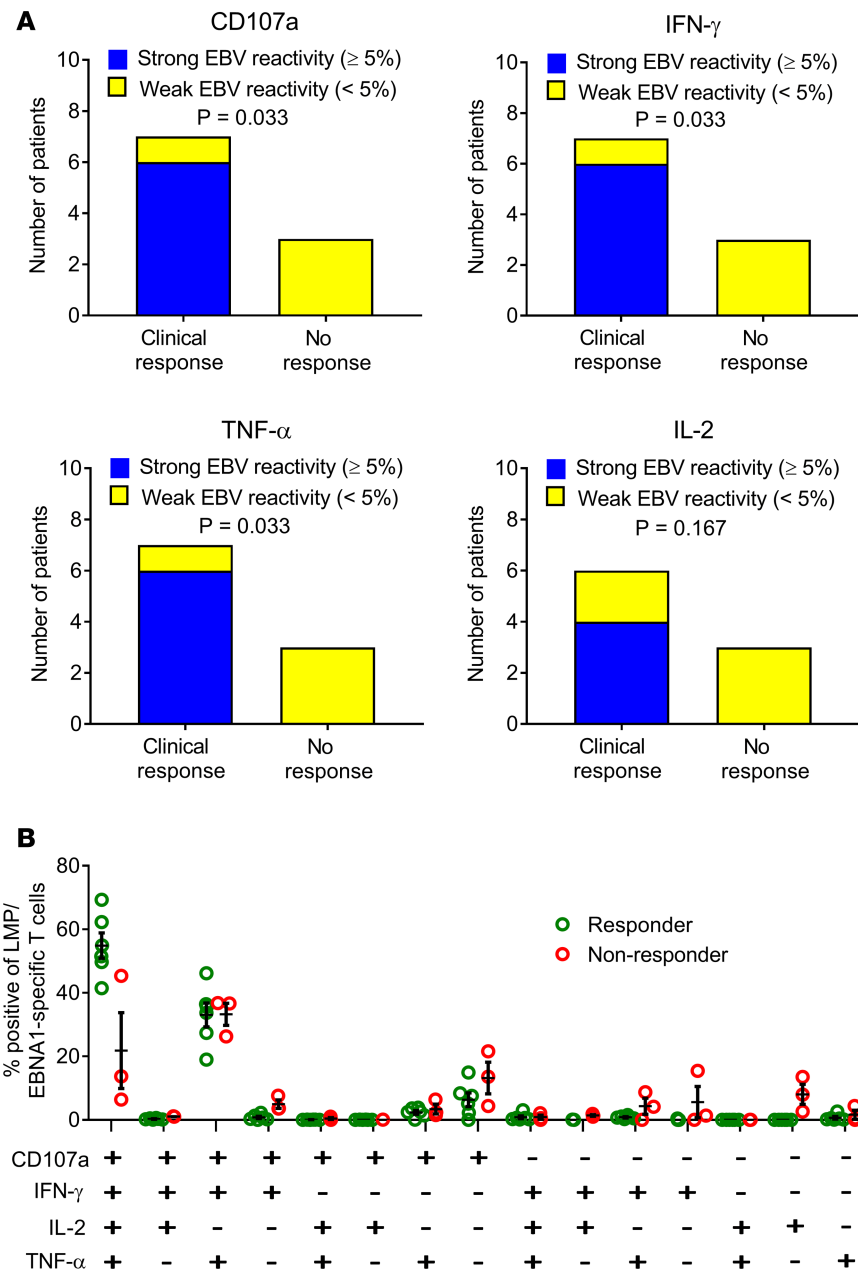 A
CD107a
Strong EBV reactivity (≥ 5%)
Weak EBV reactivity (< 5%)
P = 0.033
Number of patients
10
8
6
4
2
0
Clinical response
No response
IFN-γ
Strong EBV reactivity (≥ 5%)
Weak EBV reactivity (< 5%)
P = 0.033
Number of patients
10
8
6
4
2
0
Clinical response
No response
TNF-α
Strong EBV reactivity (≥ 5%)
Weak EBV reactivity (< 5%)
P = 0.033
Number of patients
10
8
6
4
2
0
Clinical response
No response
IL-2
Strong EBV reactivity (≥ 5%)
Weak EBV reactivity (< 5%)
P = 0.167
Number of patients
10
8
6
4
2
0
Clinical response
No response
B
% positive of LMP/
EBNA1-specific T cells
80
60
40
20
0
Responder
Non-responder
CD107a + + + + + + + + - - - - - - -
IFN-γ + + + + - - - - + + + + - - -
IL-2 + + - - + + - - + + - - + + -
TNF-α + - + - + - + - + - + - + - +